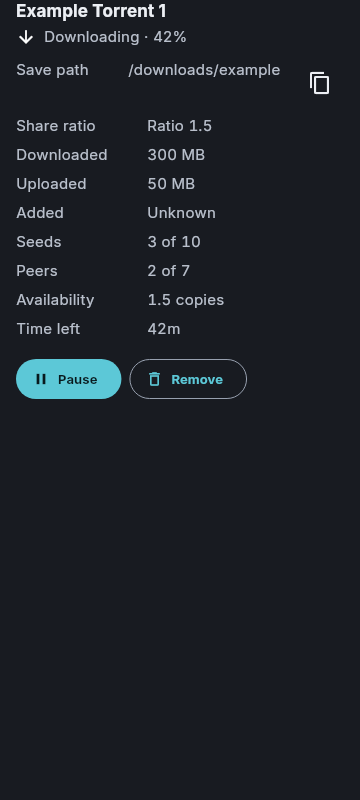 Example Torrent 1
Downloading · 42%
Save path /downloads/example
Share ratio Ratio 1.5
Downloaded 300 MB
Uploaded 50 MB
Added Unknown
Seeds 3 of 10
Peers 2 of 7
Availability 1.5 copies
Time left 42m
Pause Remove